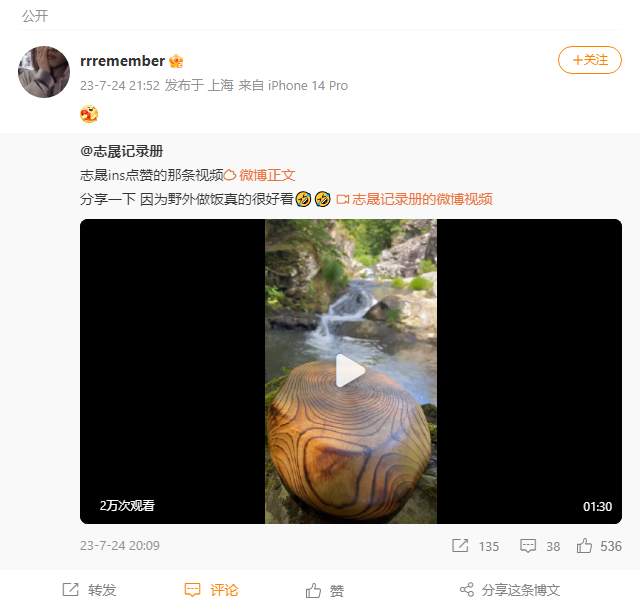 公开
rrremember
+关注
23-7-24 21:52 发布于 上海 来自 iPhone 14 Pro
@志晟记录册
志晟ins点赞的那条视频 微博正文
分享一下 因为野外做饭真的很好看 志晟记录册的微博视频
2万次观看
01:30
23-7-24 20:09
135
38
536
转发
评论
赞
分享这条博文